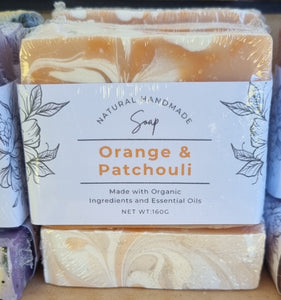 NATURAL HANDMADE
Soap
Orange &
Patchouli
Made with Organic
Ingredients and Essential Oils
NET WT:160G